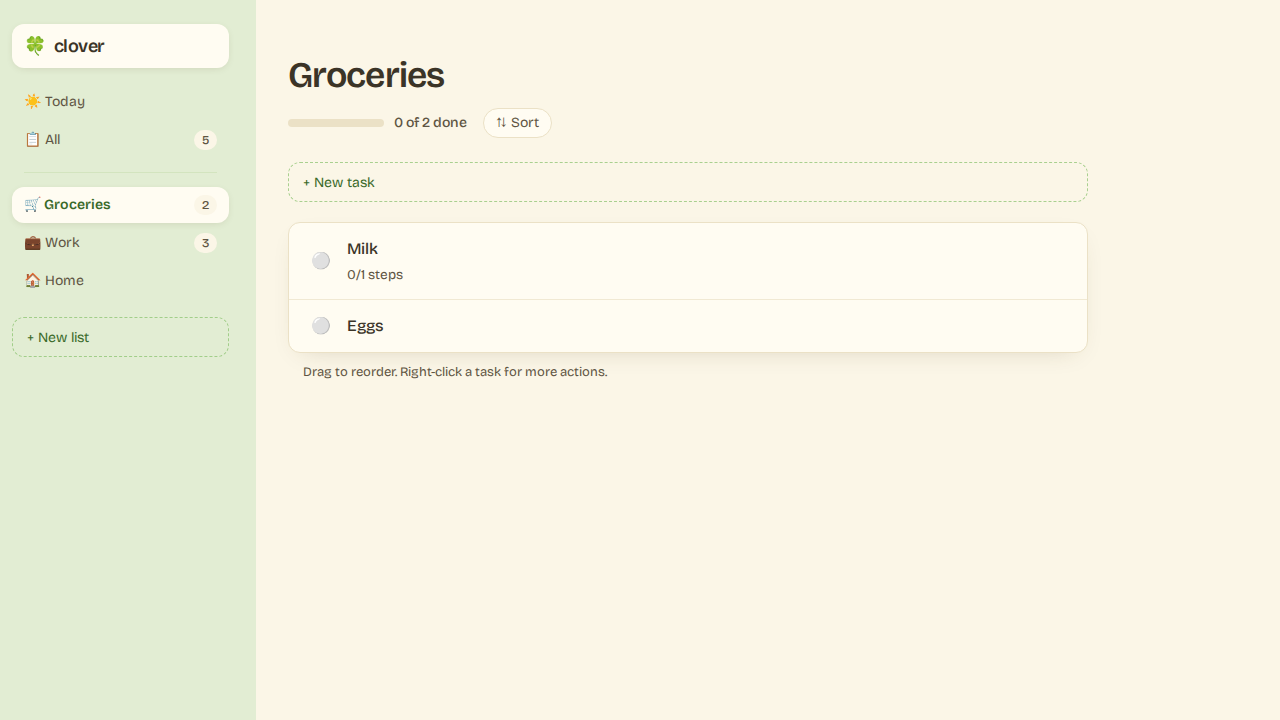 clover
Today
All 5
Groceries 2
Work 3
Home
+ New list
Groceries
0 of 2 done
Sort
+ New task
Milk
0/1 steps
Eggs
Drag to reorder. Right-click a task for more actions.